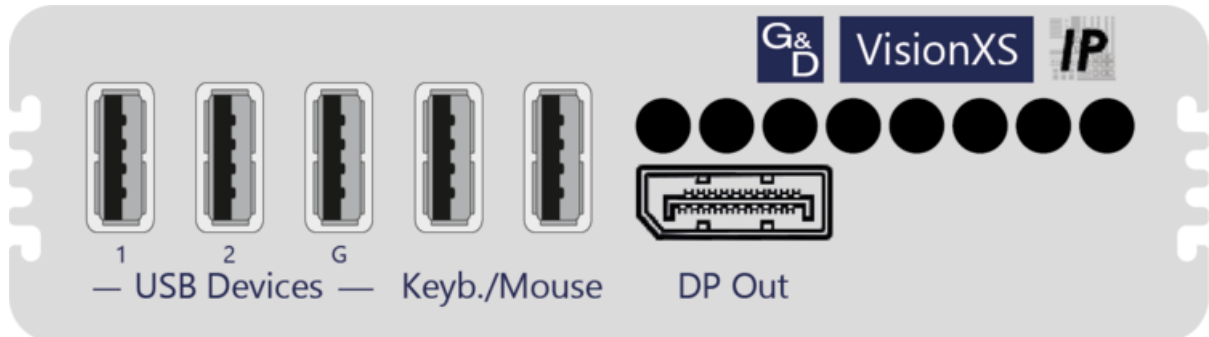 G&D VisionXS IP
1 2 G
— USB Devices — Keyb./Mouse DP Out